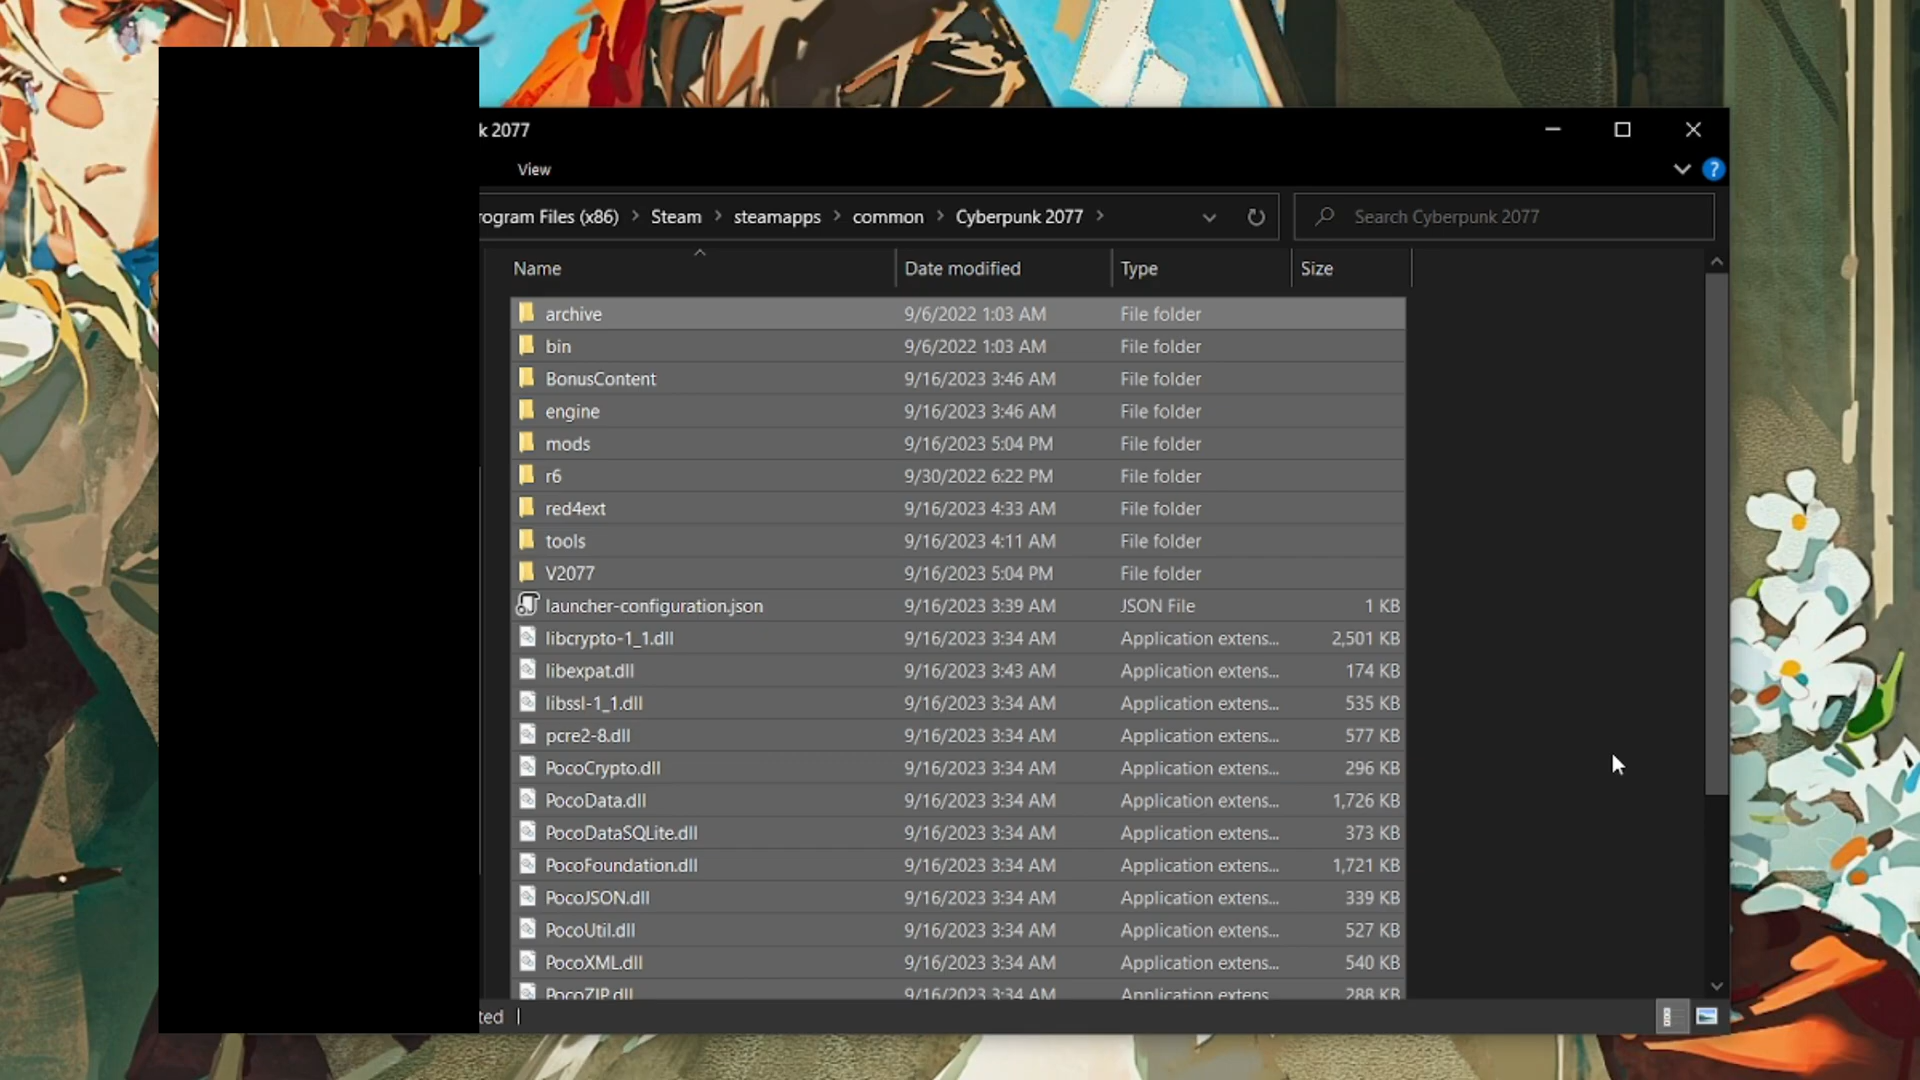 k 2077
View
rogram Files (x86) > Steam > steamapps > common > Cyberpunk 2077 >
Search Cyberpunk 2077
Name Date modified Type Size
archive 9/6/2022 1:03 AM File folder
bin 9/6/2022 1:03 AM File folder
BonusContent 9/16/2023 3:46 AM File folder
engine 9/16/2023 3:46 AM File folder
mods 9/16/2023 5:04 PM File folder
r6 9/30/2022 6:22 PM File folder
red4ext 9/16/2023 4:33 AM File folder
tools 9/16/2023 4:11 AM File folder
V2077 9/16/2023 5:04 PM File folder
launcher-configuration.json 9/16/2023 3:39 AM JSON File 1 KB
libcrypto-1_1.dll 9/16/2023 3:34 AM Application extens... 2,501 KB
libexpat.dll 9/16/2023 3:43 AM Application extens... 174 KB
libssl-1_1.dll 9/16/2023 3:34 AM Application extens... 535 KB
pcre2-8.dll 9/16/2023 3:34 AM Application extens... 577 KB
PocoCrypto.dll 9/16/2023 3:34 AM Application extens... 296 KB
PocoData.dll 9/16/2023 3:34 AM Application extens... 1,726 KB
PocoDataSQLite.dll 9/16/2023 3:34 AM Application extens... 373 KB
PocoFoundation.dll 9/16/2023 3:34 AM Application extens... 1,721 KB
PocoJSON.dll 9/16/2023 3:34 AM Application extens... 339 KB
PocoUtil.dll 9/16/2023 3:34 AM Application extens... 527 KB
PocoXML.dll 9/16/2023 3:34 AM Application extens... 540 KB
PocoZIP.dll 9/16/2023 3:34 AM Application extens... 288 KB
ted